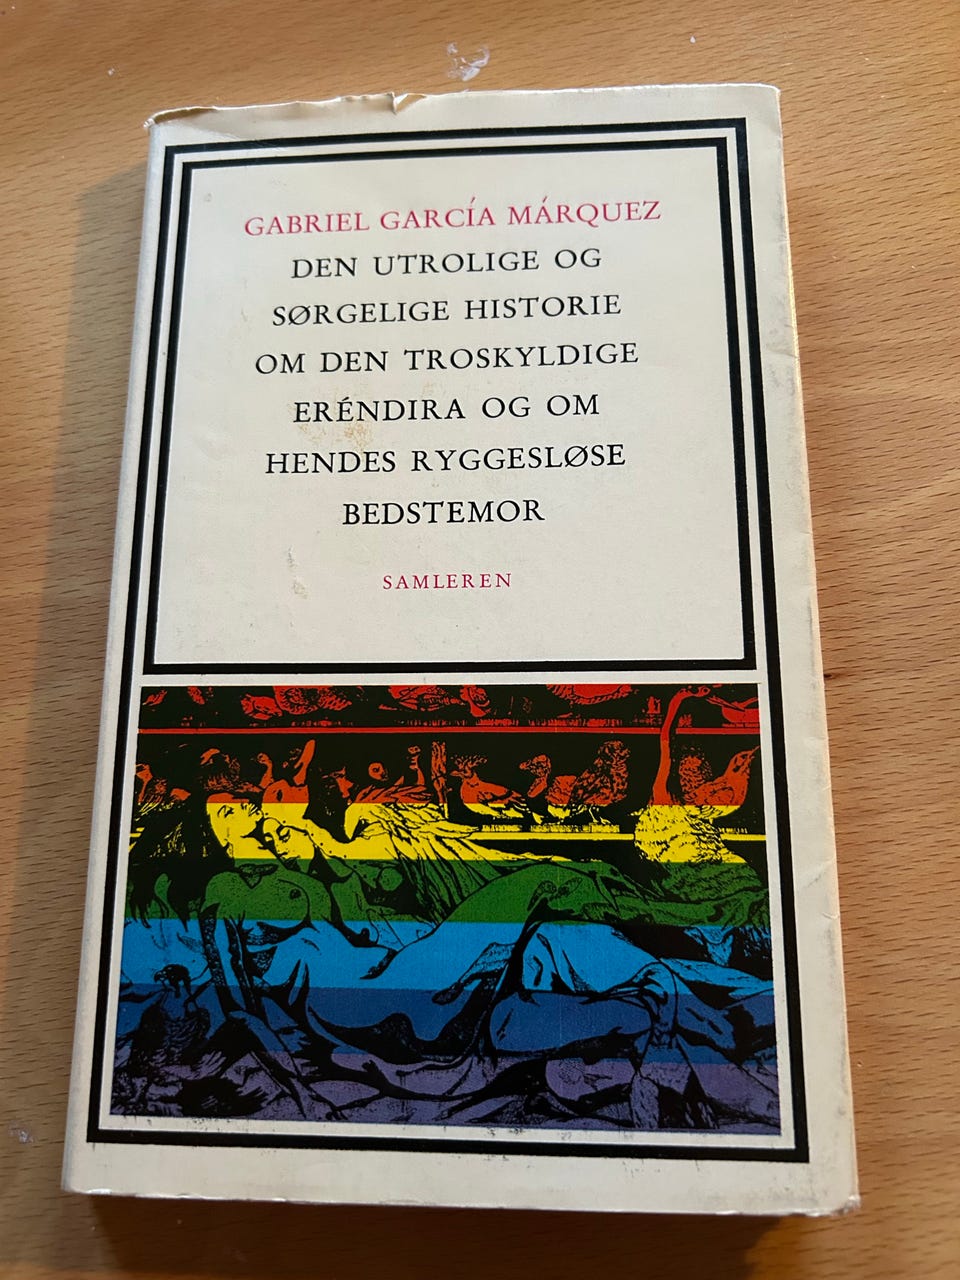 GABRIEL GARCÍA MÁRQUEZ
DEN UTROLIGE OG
SØRGELIGE HISTORIE
OM DEN TROSKYLDIGE
ERÉNDIRA OG OM
HENDES RYGGESLØSE
BEDSTEMOR
SAMLEREN